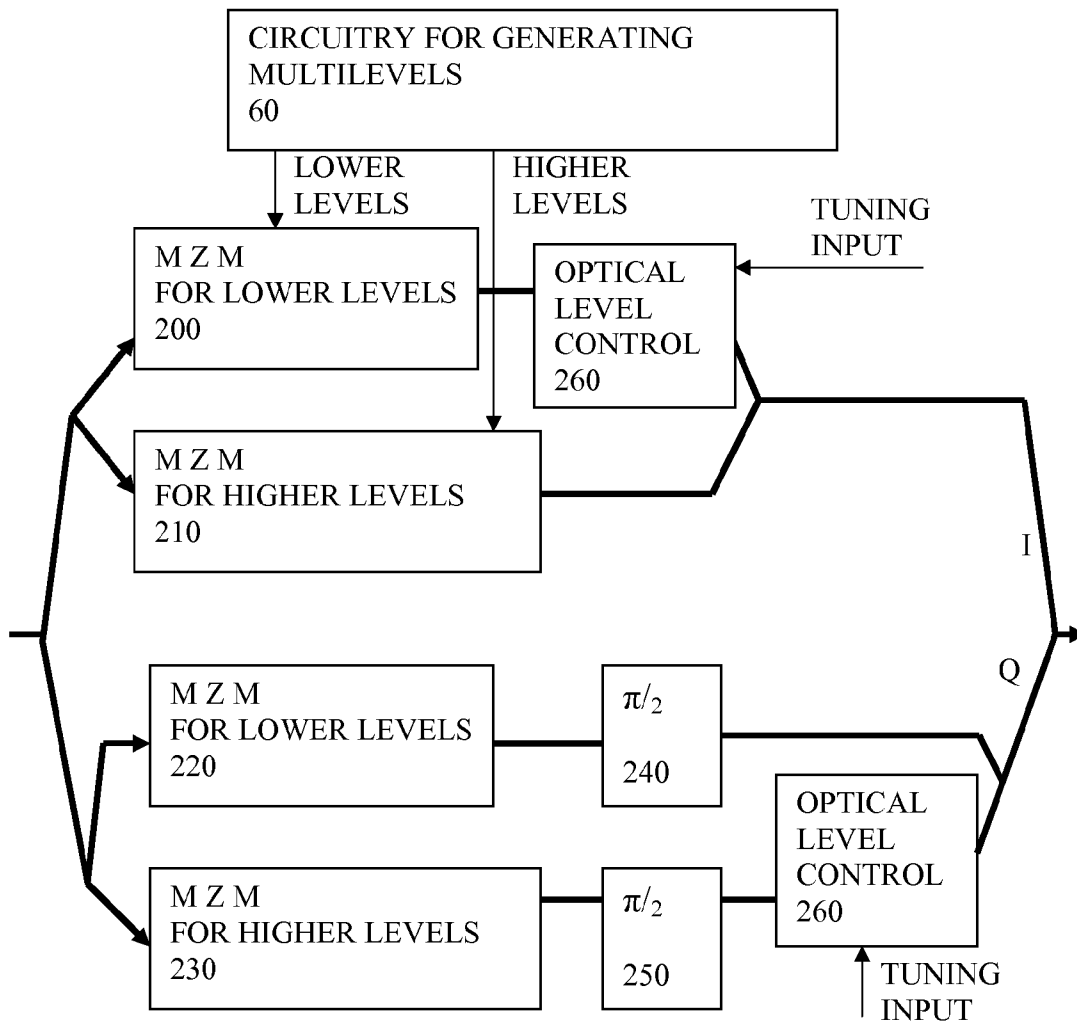 CIRCUITRY FOR GENERATING
MULTILEVELS
60
LOWER
LEVELS
HIGHER
LEVELS
TUNING
INPUT
M Z M
FOR LOWER LEVELS
200
OPTICAL
LEVEL
CONTROL
260
M Z M
FOR HIGHER LEVELS
210
I
Q
M Z M
FOR LOWER LEVELS
220
π/2
240
OPTICAL
LEVEL
CONTROL
260
M Z M
FOR HIGHER LEVELS
230
π/2
250
TUNING
INPUT